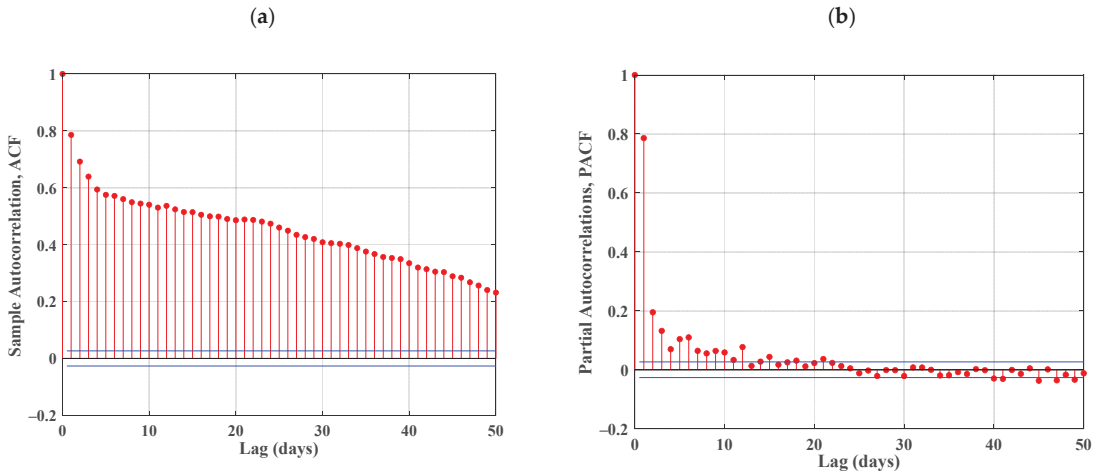 (a)
(b)
Sample Autocorrelation, ACF
1
0.8
0.6
0.4
0.2
0
–0.2
0 10 20 30 40 50
Lag (days)
Partial Autocorrelations, PACF
1
0.8
0.6
0.4
0.2
0
–0.2
0 10 20 30 40 50
Lag (days)